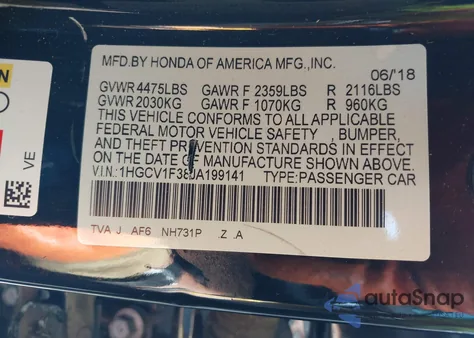 MFD.BY HONDA OF AMERICA MFG.,INC.
06/'18
GVWR 4475LBS GAWR F 2359LBS R 2116LBS
GVWR 2030KG GAWR F 1070KG R 960KG
THIS VEHICLE CONFORMS TO ALL APPLICABLE
FEDERAL MOTOR VEHICLE SAFETY , BUMPER,
AND THEFT PREVENTION STANDARDS IN EFFECT
ON THE DATE OF MANUFACTURE SHOWN ABOVE.
V.I.N.: TYPE:PASSENGER CAR
TVA J AF6 NH731P .Z .A
VE
autoSnap